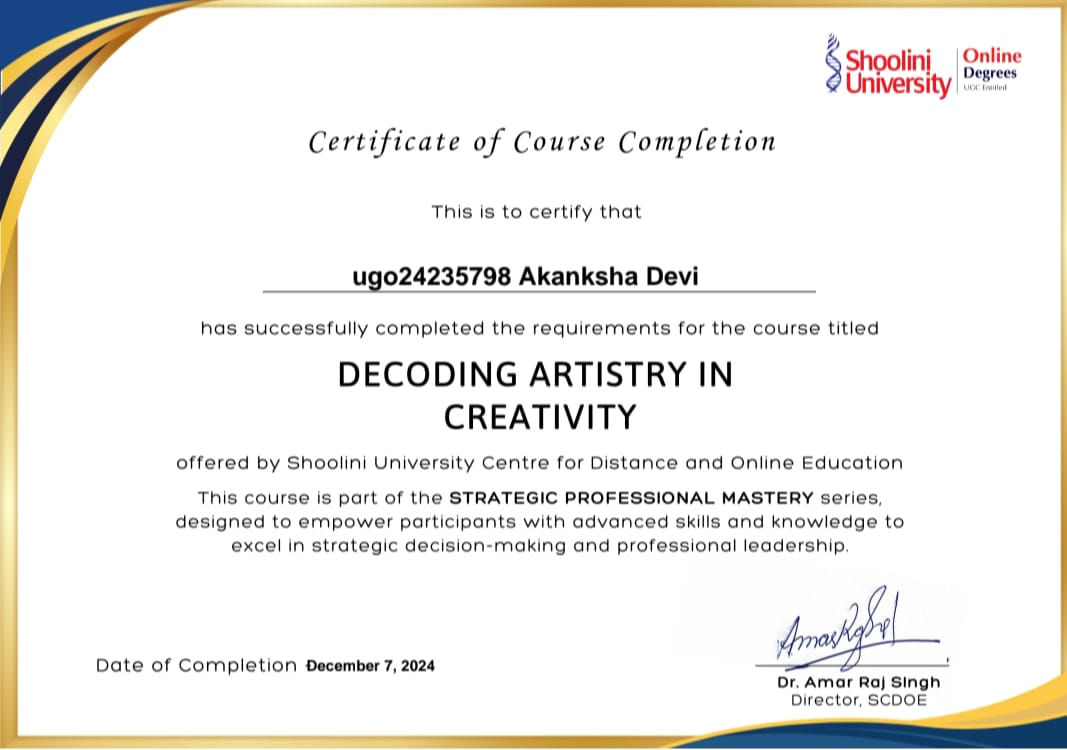 Shoolini
University
Online
Degrees
UGC Entitled
Certificate of Course Completion
This is to certify that
ugo24235798 Akanksha Devi
has successfully completed the requirements for the course titled
DECODING ARTISTRY IN
CREATIVITY
offered by Shoolini University Centre for Distance and Online Education
This course is part of the STRATEGIC PROFESSIONAL MASTERY series,
designed to empower participants with advanced skills and knowledge to
excel in strategic decision-making and professional leadership.
Date of Completion December 7, 2024
Dr. Amar Raj SIngh
Director, SCDOE